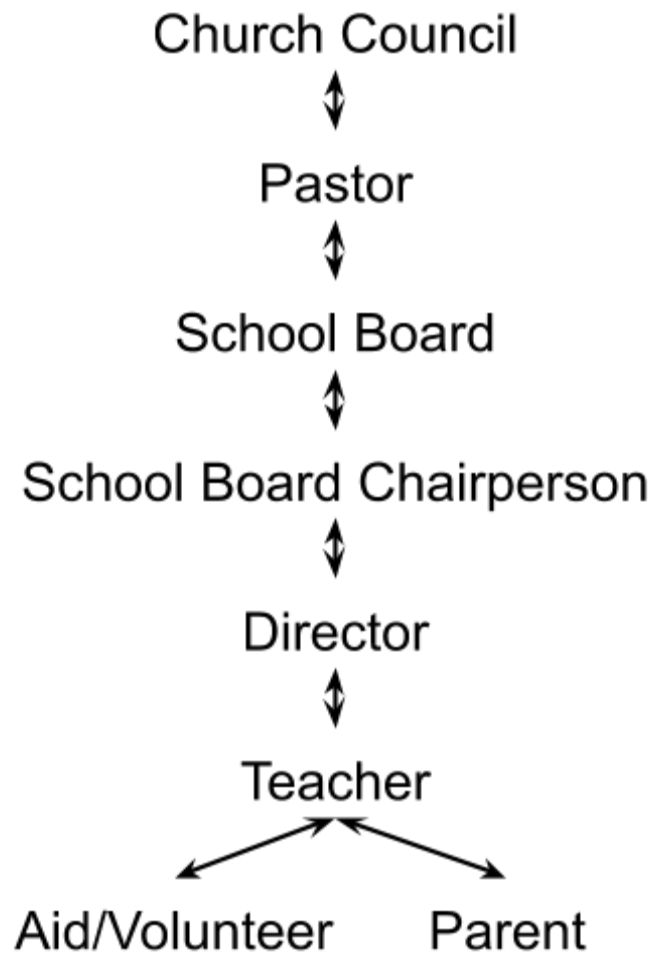 Church Council
Pastor
School Board
School Board Chairperson
Director
Teacher
Aid/Volunteer Parent